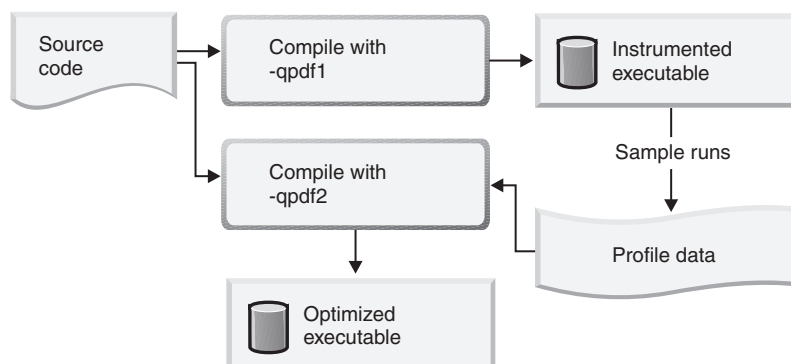 Source
code
Compile with
-qpdf1
Instrumented
executable
Sample runs
Compile with
-qpdf2
Profile data
Optimized
executable